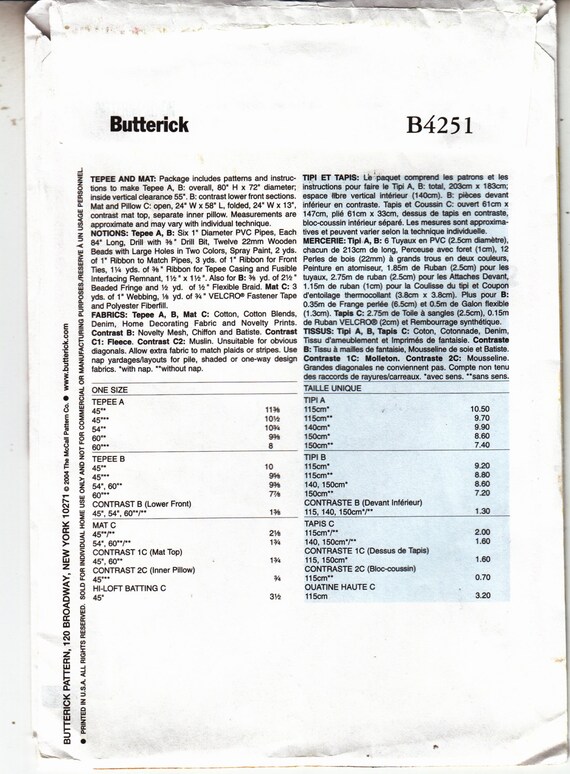 Butterick
B4251
TEPEE AND MAT: Package includes patterns and instruc-
tions to make Tepee A, B: overall, 80" H x 72" diameter;
inside vertical clearance 55". B: contrast lower front sections.
Mat and Pillow C: open, 24" W x 58" L, folded, 24" W x 13",
contrast mat top, separate inner pillow. Measurements are
approximate and may vary with individual technique.
NOTIONS: Tepee A, B: Six 1" Diameter PVC Pipes, Each
84" Long, Drill with ⅜" Drill Bit, Twelve 22mm Wooden
Beads with Large Holes in Two Colors, Spray Paint, 2 yds.
of 1" Ribbon to Match Pipes, 3 yds. of 1" Ribbon for Front
Ties, 1¼ yds. of ⅜" Ribbon for Tepee Casing and Fusible
Interfacing Remnant, 1½" x 1½". Also for B: ⅜ yd. of 2½"
Beaded Fringe and ½ yd. of ½" Flexible Braid. Mat C: 3
yds. of 1" Webbing, ⅛ yd. of ¾" VELCRO® Fastener Tape
and Polyester Fiberfill.
FABRICS: Tepee A, B, Mat C: Cotton, Cotton Blends,
Denim, Home Decorating Fabric and Novelty Prints.
Contrast B: Novelty Mesh, Chiffon and Batiste. Contrast
C1: Fleece. Contrast C2: Muslin. Unsuitable for obvious
diagonals. Allow extra fabric to match plaids or stripes. Use
nap yardages/layouts for pile, shaded or one-way design
fabrics. *with nap. **without nap.
ONE SIZE
TEPEE A
45"* 11⅜
45"** 10½
54"* 10¾
60"* 9⅜
60"** 8
TEPEE B
45"* 10
45"** 9⅝
54", 60"* 9⅜
60"** 7⅞
CONTRAST B (Lower Front)
45", 54", 60"*/** 1⅜
MAT C
45"*/** 2⅛
54", 60"*/** 1¾
CONTRAST 1C (Mat Top)
45", 60"* 1¾
CONTRAST 2C (Inner Pillow)
45"** ¾
HI-LOFT BATTING C
45" 3½
TIPI ET TAPIS: Le paquet comprend les patrons et les
instructions pour faire le Tipi A, B: total, 203cm x 183cm;
espace libre vertical intérieur (140cm). B: pièces devant
inférieur en contraste. Tapis et Coussin C: ouvert 61cm x
147cm, plié 61cm x 33cm, dessus de tapis en contraste,
bloc-coussin intérieur séparé. Les mesures sont approxima-
tives et peuvent varier selon la technique individuelle.
MERCERIE: Tipi A, B: 6 Tuyaux en PVC (2.5cm diamètre),
chacun de 213cm de long, Perceuse avec foret (1cm), 12
Perles de bois (22mm) à grands trous en deux couleurs,
Peinture en atomiseur, 1.85m de Ruban (2.5cm) pour les
tuyaux, 2.75m de ruban (2.5cm) pour les Attaches Devant,
1.15m de ruban (1cm) pour la Coulisse du tipi et Coupon
d'entoilage thermocollant (3.8cm x 3.8cm). Plus pour B:
0.35m de Frange perlée (6.5cm) et 0.5m de Galon flexible
(1.3cm). Tapis C: 2.75m de Toile à sangles (2.5cm), 0.15m
de Ruban VELCRO® (2cm) et Rembourrage synthétique.
TISSUS: Tipi A, B, Tapis C: Coton, Cotonnade, Denim,
Tissu d'ameublement et Imprimés de fantaisie. Contraste
B: Tissu à mailles de fantaisie, Mousseline de soie et Batiste.
Contraste 1C: Molleton. Contraste 2C: Mousseline.
Grandes diagonales ne conviennent pas. Compte non tenu
des raccords de rayures/carreaux. *avec sens. **sans sens.
TAILLE UNIQUE
TIPI A
115cm* 10.50
115cm** 9.70
140cm* 9.90
150cm* 8.60
150cm** 7.40
TIPI B
115cm* 9.20
115cm** 8.80
140, 150cm* 8.60
150cm** 7.20
CONTRASTE B (Devant Inférieur)
115, 140, 150cm*/** 1.30
TAPIS C
115cm*/** 2.00
140, 150cm*/** 1.60
CONTRASTE 1C (Dessus de Tapis)
115, 150cm* 1.60
CONTRASTE 2C (Bloc-coussin)
115cm** 0.70
OUATINE HAUTE C
115cm 3.20
BUTTERICK PATTERN, 120 BROADWAY, NEW YORK 10271 © 2004 The McCall Pattern Co. ● www.butterick.com
● PRINTED IN U.S.A. ALL RIGHTS RESERVED. SOLD FOR INDIVIDUAL HOME USE ONLY AND NOT FOR COMMERCIAL OR MANUFACTURING PURPOSES./RESERVÉ À UN USAGE PERSONNEL.